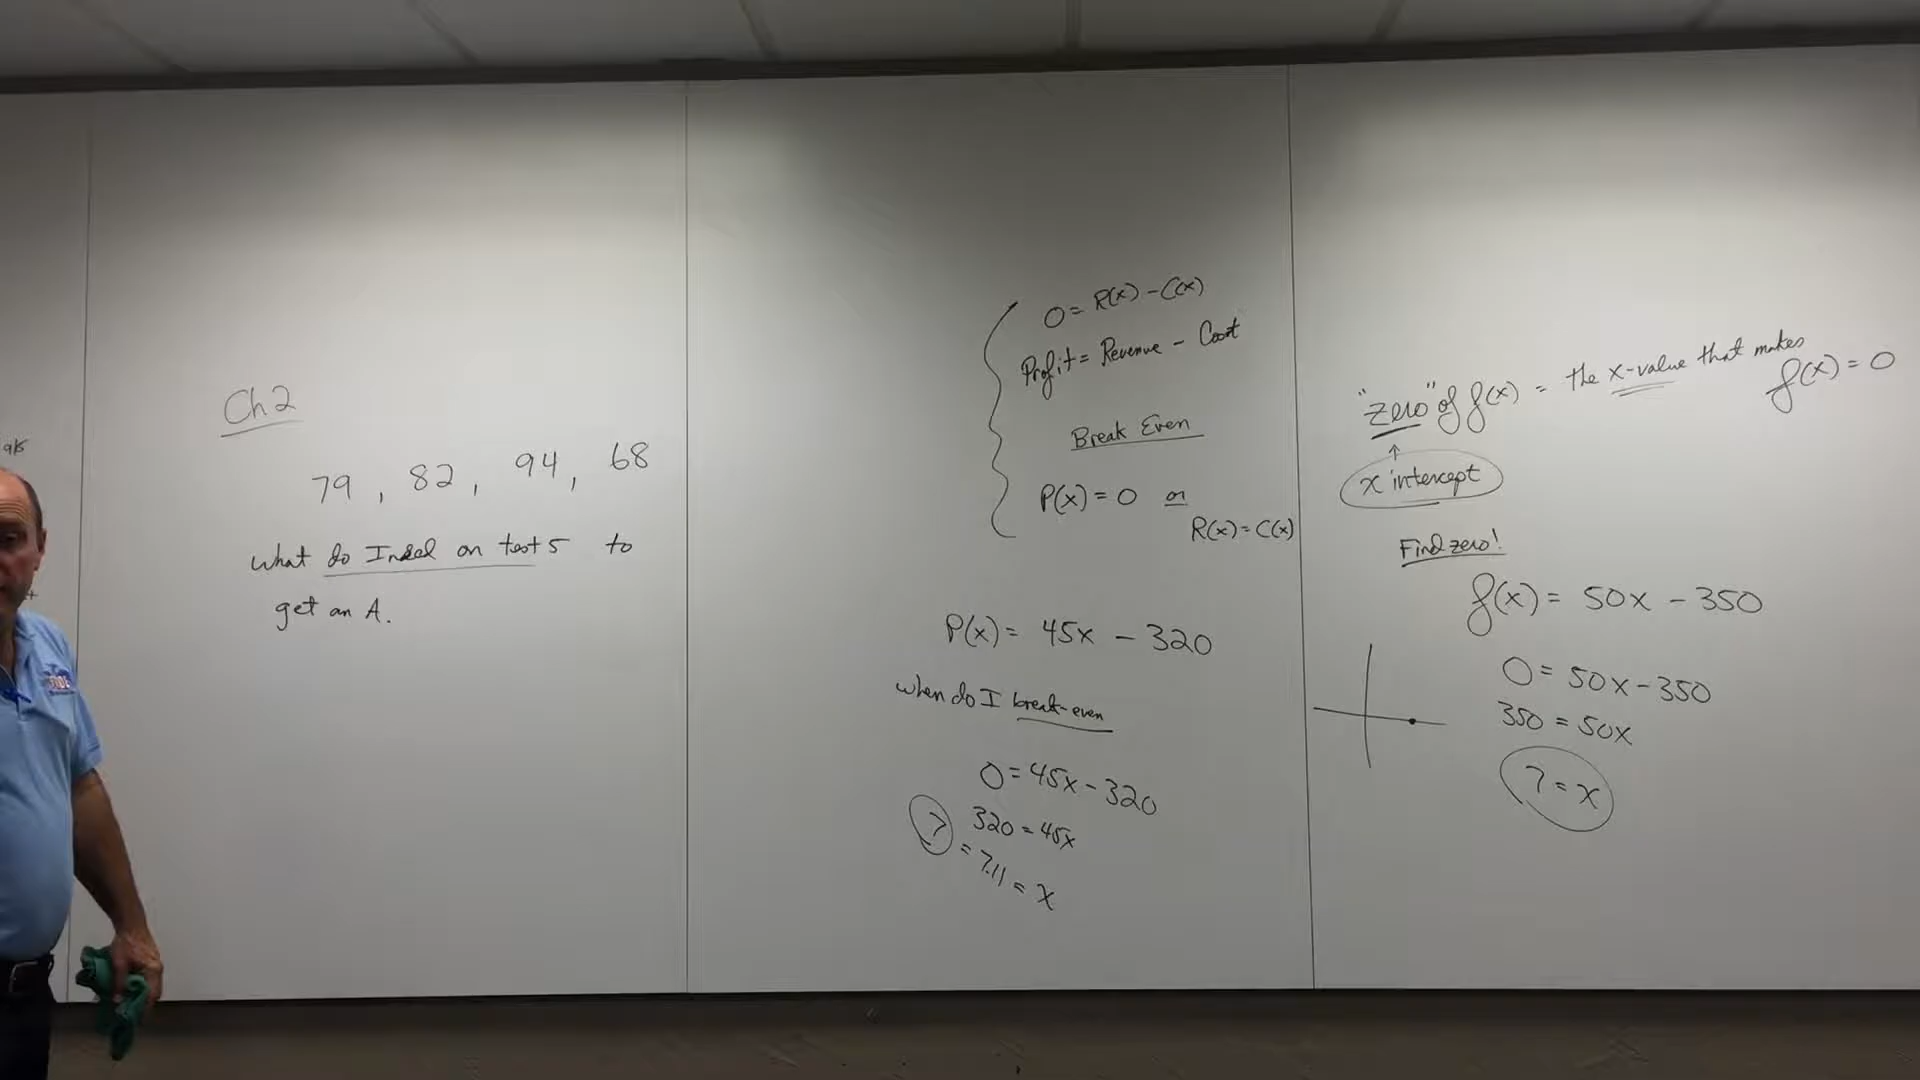 Ch 2
79, 82, 94, 68
What do I need on test 5 to
get an A.
0 = R(x) - C(x)
Profit = Revenue - Cost
Break Even
P(x) = 0 or
R(x) = C(x)
P(x) = 45x - 320
when do I break-even
0 = 45x - 320
320 = 45x
7 = 7.11 = x
"zero" of f(x) = the x-value that makes
f(x) = 0
↑
x intercept
Find zero!
f(x) = 50x - 350
0 = 50x - 350
350 = 50x
7 = x